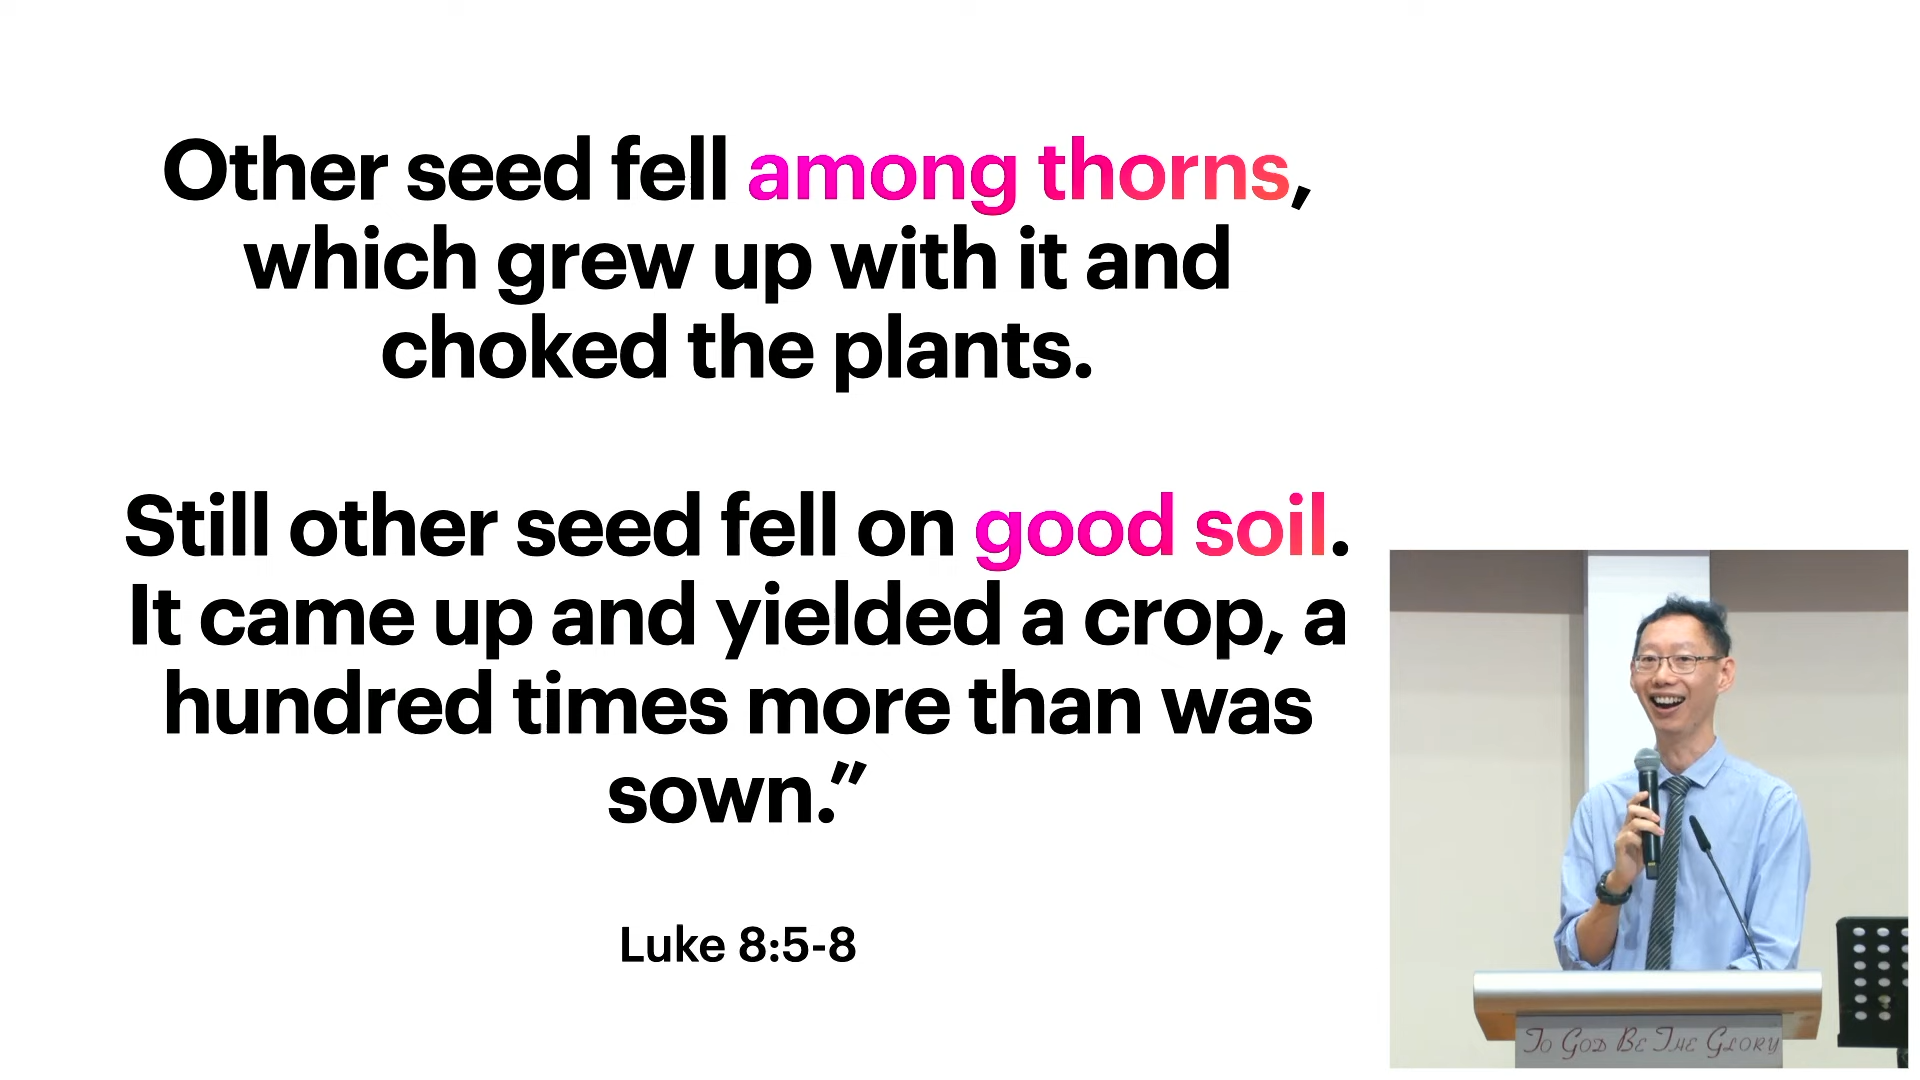 Other seed fell among thorns,
which grew up with it and
choked the plants.
Still other seed fell on good soil.
It came up and yielded a crop, a
hundred times more than was
sown.”
Luke 8:5-8
To God Be The Glory